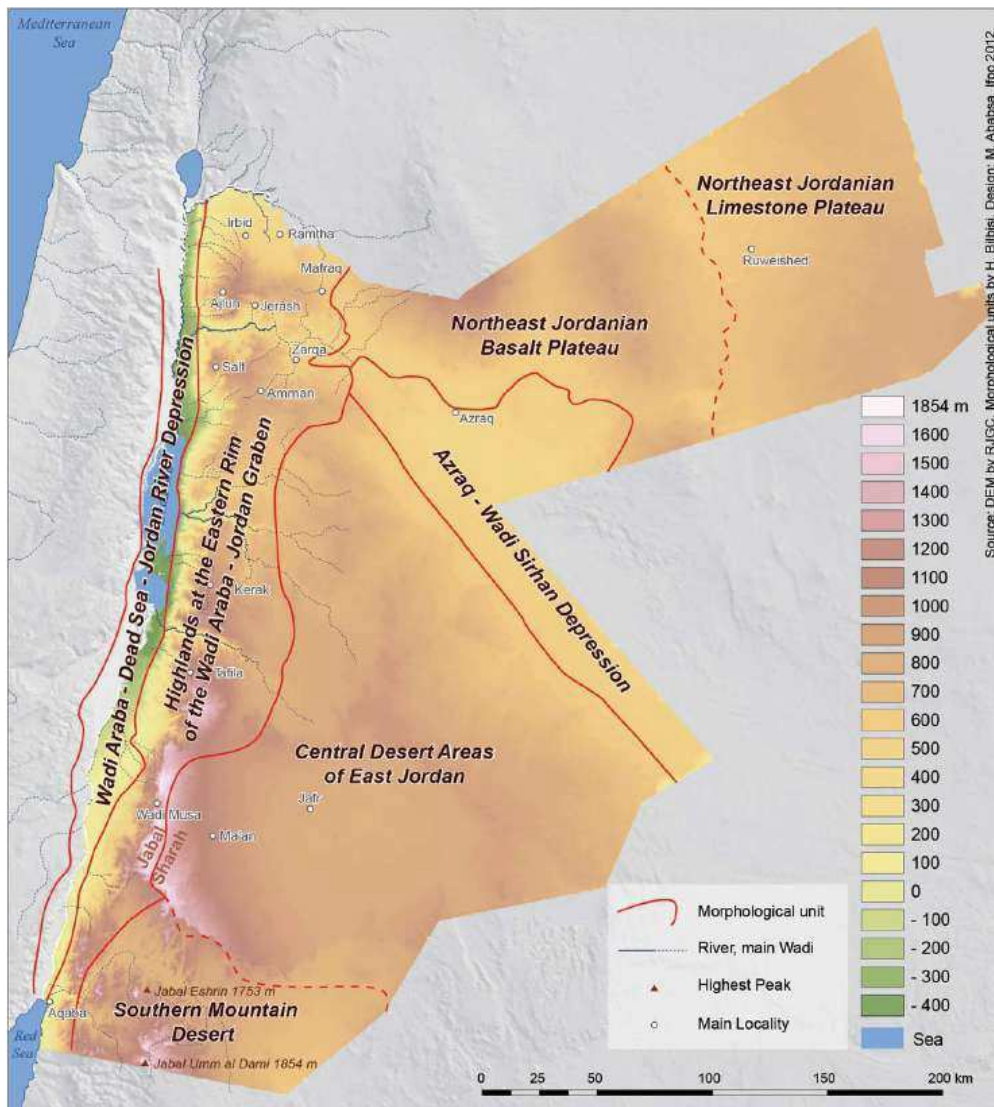 Mediterranean
Sea
Irbid
Ramtha
Mafraq
Ajlun
Jerash
Zarqa
Salt
Amman
Northeast Jordanian
Limestone Plateau
Ruweished
Northeast Jordanian
Basalt Plateau
Azraq
Azraq - Wadi Sirhan Depression
Wadi Araba - Dead Sea - Jordan River Depression
Highlands at the Eastern Rim
of the Wadi Araba - Jordan Graben
Kerak
Tafila
Central Desert Areas
of East Jordan
Jafr
Wadi Musa
Ma'an
Jabal
Sharah
Jabal Eshrin 1753 m
Southern Mountain
Desert
Jabal Umm al Dami 1854 m
Aqaba
Red
Sea
1854 m
1600
1500
1400
1300
1200
1100
1000
900
800
700
600
500
400
300
200
100
0
- 100
- 200
- 300
- 400
Sea
Morphological unit
River, main Wadi
Highest Peak
Main Locality
0 25 50 100 150 200 km
Source: DEM by RJGC, Morphological units by H. Bilbisi, Design: M. Ababsa, Ifpo 2012